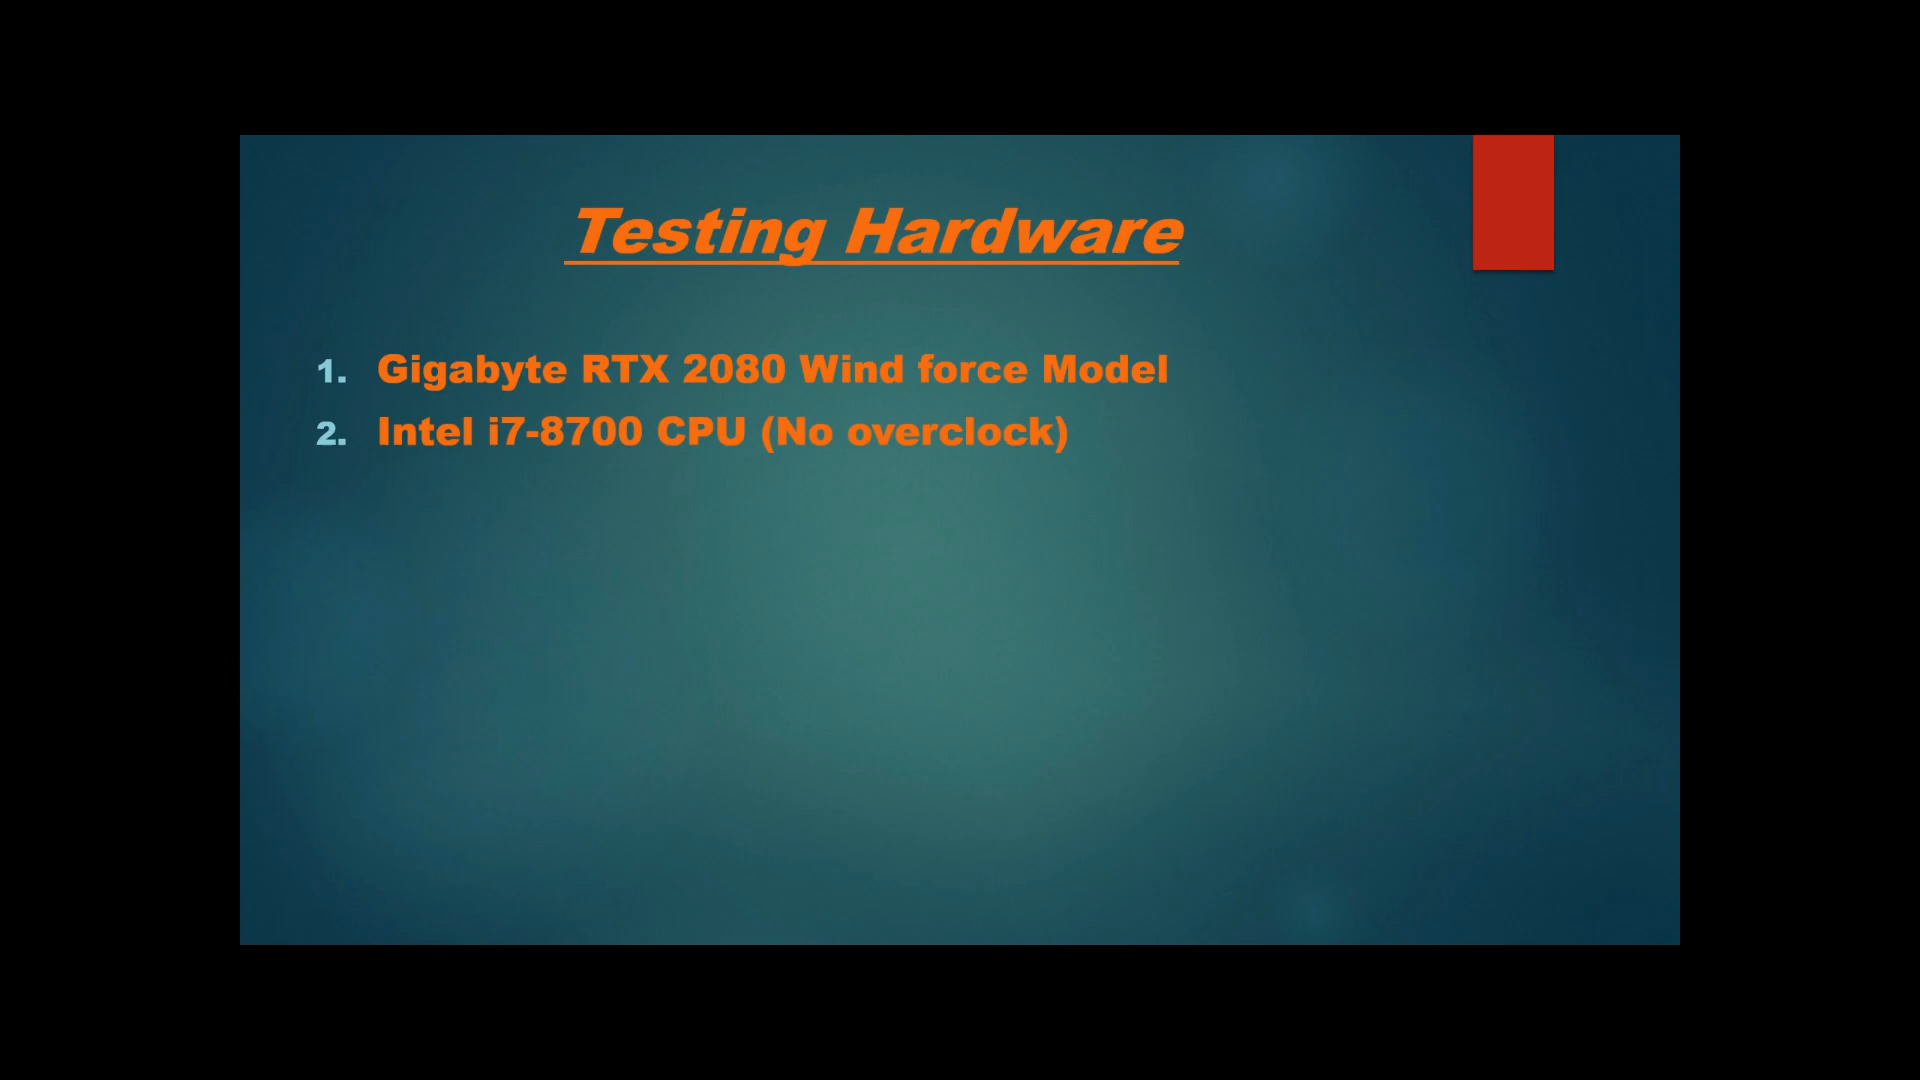 Testing Hardware
1. Gigabyte RTX 2080 Wind force Model
2. Intel i7-8700 CPU (No overclock)